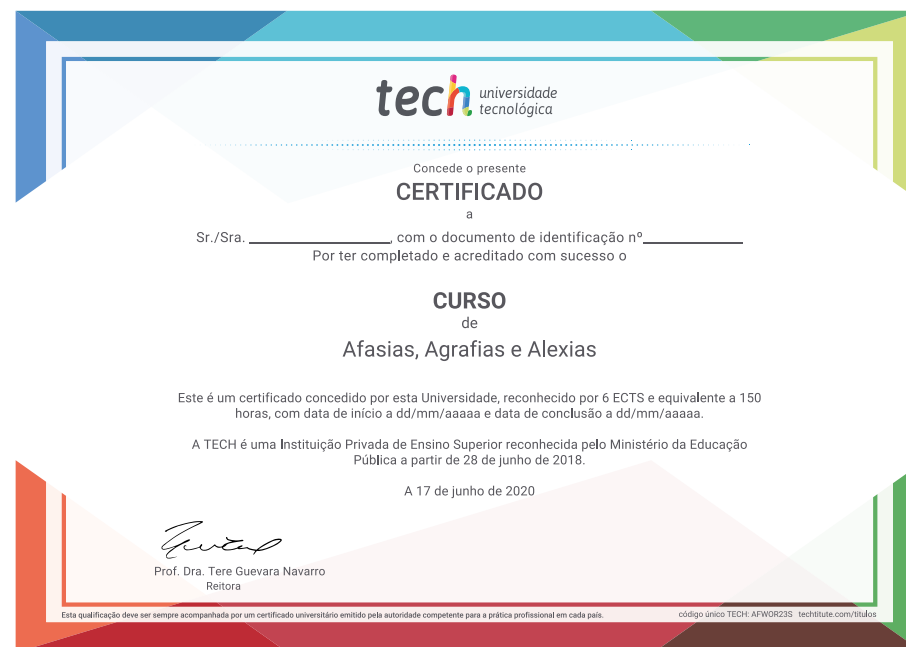 tech universidade
tecnológica
Concede o presente
CERTIFICADO
a
Sr./Sra. ____________________, com o documento de identificação nº______________
Por ter completado e acreditado com sucesso o
CURSO
de
Afasias, Agrafias e Alexias
Este é um certificado concedido por esta Universidade, reconhecido por 6 ECTS e equivalente a 150
horas, com data de início a dd/mm/aaaaa e data de conclusão a dd/mm/aaaaa.
A TECH é uma Instituição Privada de Ensino Superior reconhecida pelo Ministério da Educação
Pública a partir de 28 de junho de 2018.
A 17 de junho de 2020
Prof. Dra. Tere Guevara Navarro
Reitora
Esta qualificação deve ser sempre acompanhada por um certificado universitário emitido pela autoridade competente para a prática profissional em cada país.
código único TECH: AFWOR23S techtitute.com/titulos